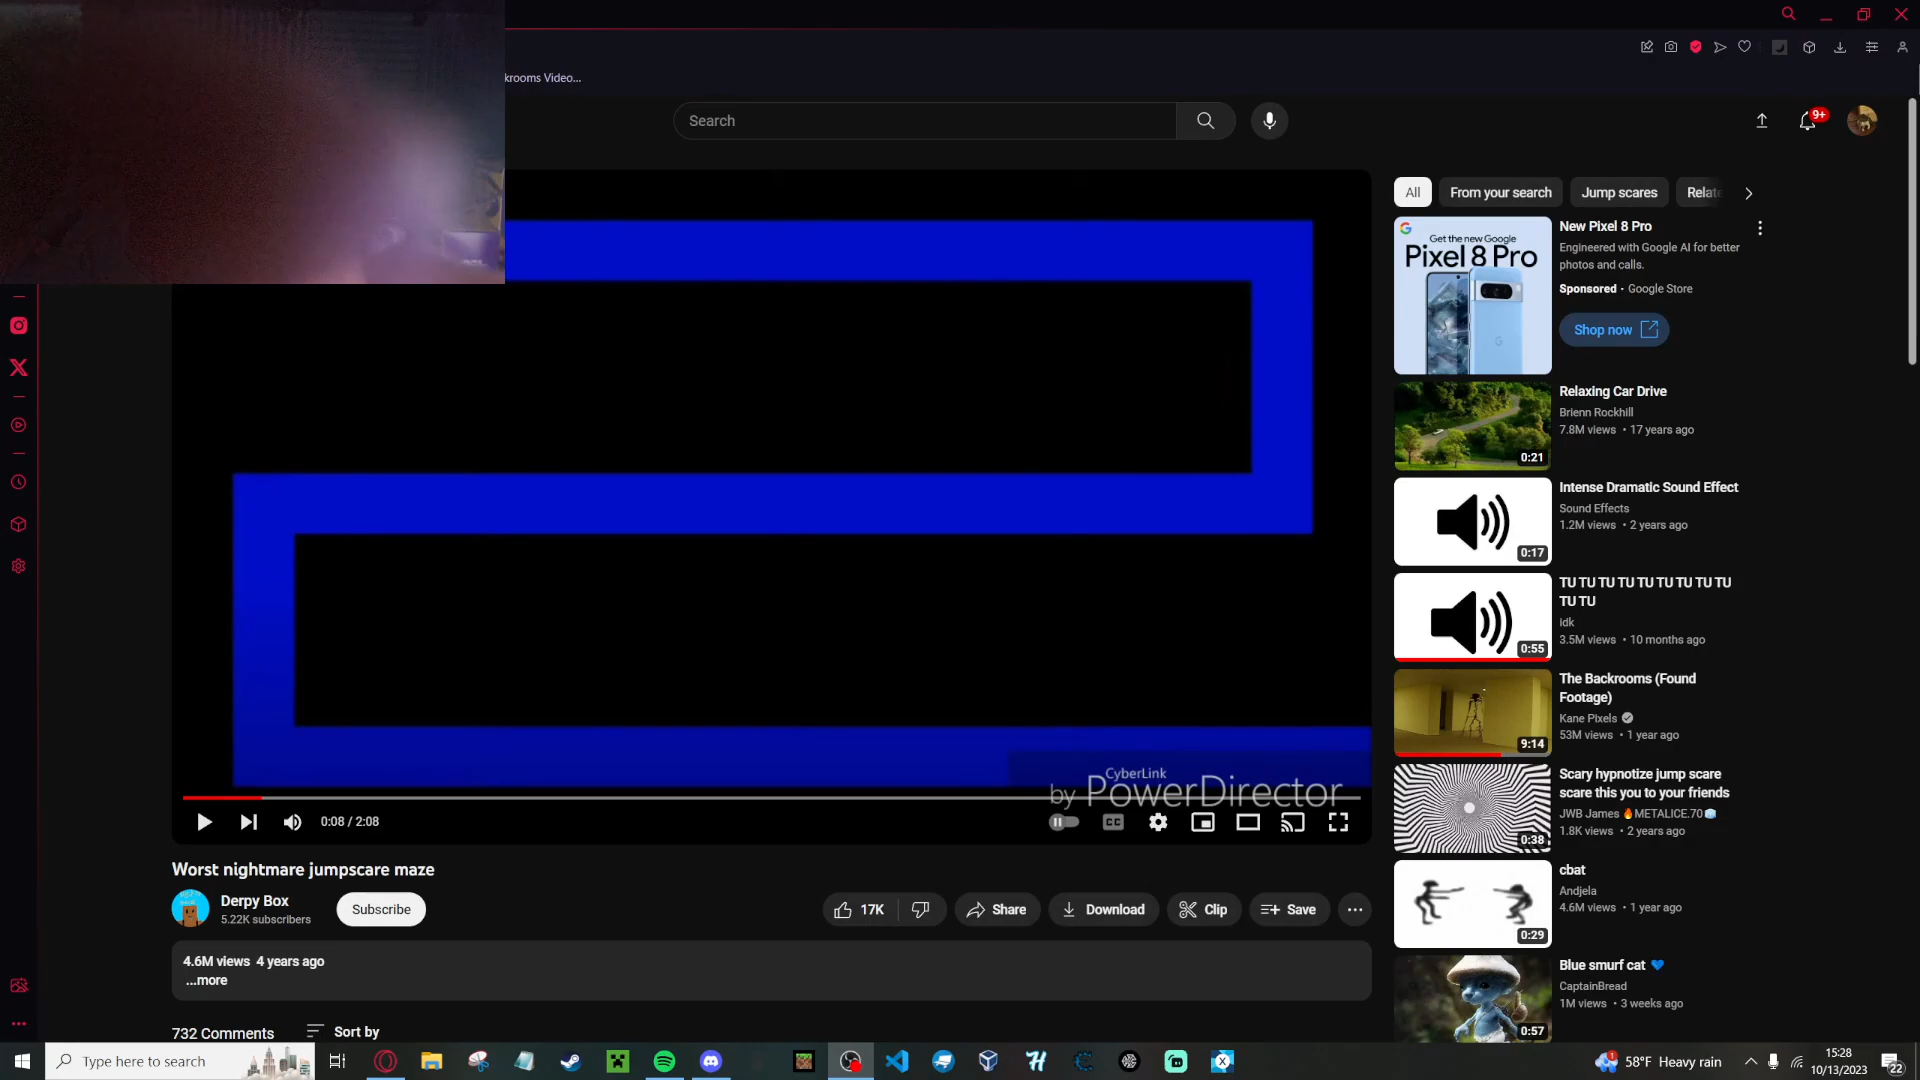 krooms Video...
Search
9+
All
From your search
Jump scares
Relate
Get the new Google
Pixel 8 Pro
New Pixel 8 Pro
Engineered with Google AI for better
photos and calls.
Sponsored • Google Store
Shop now
Relaxing Car Drive
Brienn Rockhill
7.8M views • 17 years ago
0:21
Intense Dramatic Sound Effect
Sound Effects
1.2M views • 2 years ago
0:17
TU TU TU TU TU TU TU TU TU
TU TU
idk
3.5M views • 10 months ago
0:55
The Backrooms (Found
Footage)
Kane Pixels
53M views • 1 year ago
9:14
Scary hypnotize jump scare
scare this you to your friends
JWB James 🔥METALICE.70🧊
1.8K views • 2 years ago
0:38
cbat
Andjela
4.6M views • 1 year ago
0:29
Blue smurf cat 💙
CaptainBread
1M views • 3 weeks ago
0:57
CyberLink
by PowerDirector
0:08 / 2:08
CC
Worst nightmare jumpscare maze
Derpy Box
5.22K subscribers
Subscribe
17K
Share
Download
Clip
Save
4.6M views 4 years ago
...more
732 Comments
Sort by
Type here to search
1
58°F Heavy rain
15:28
10/13/2023
22